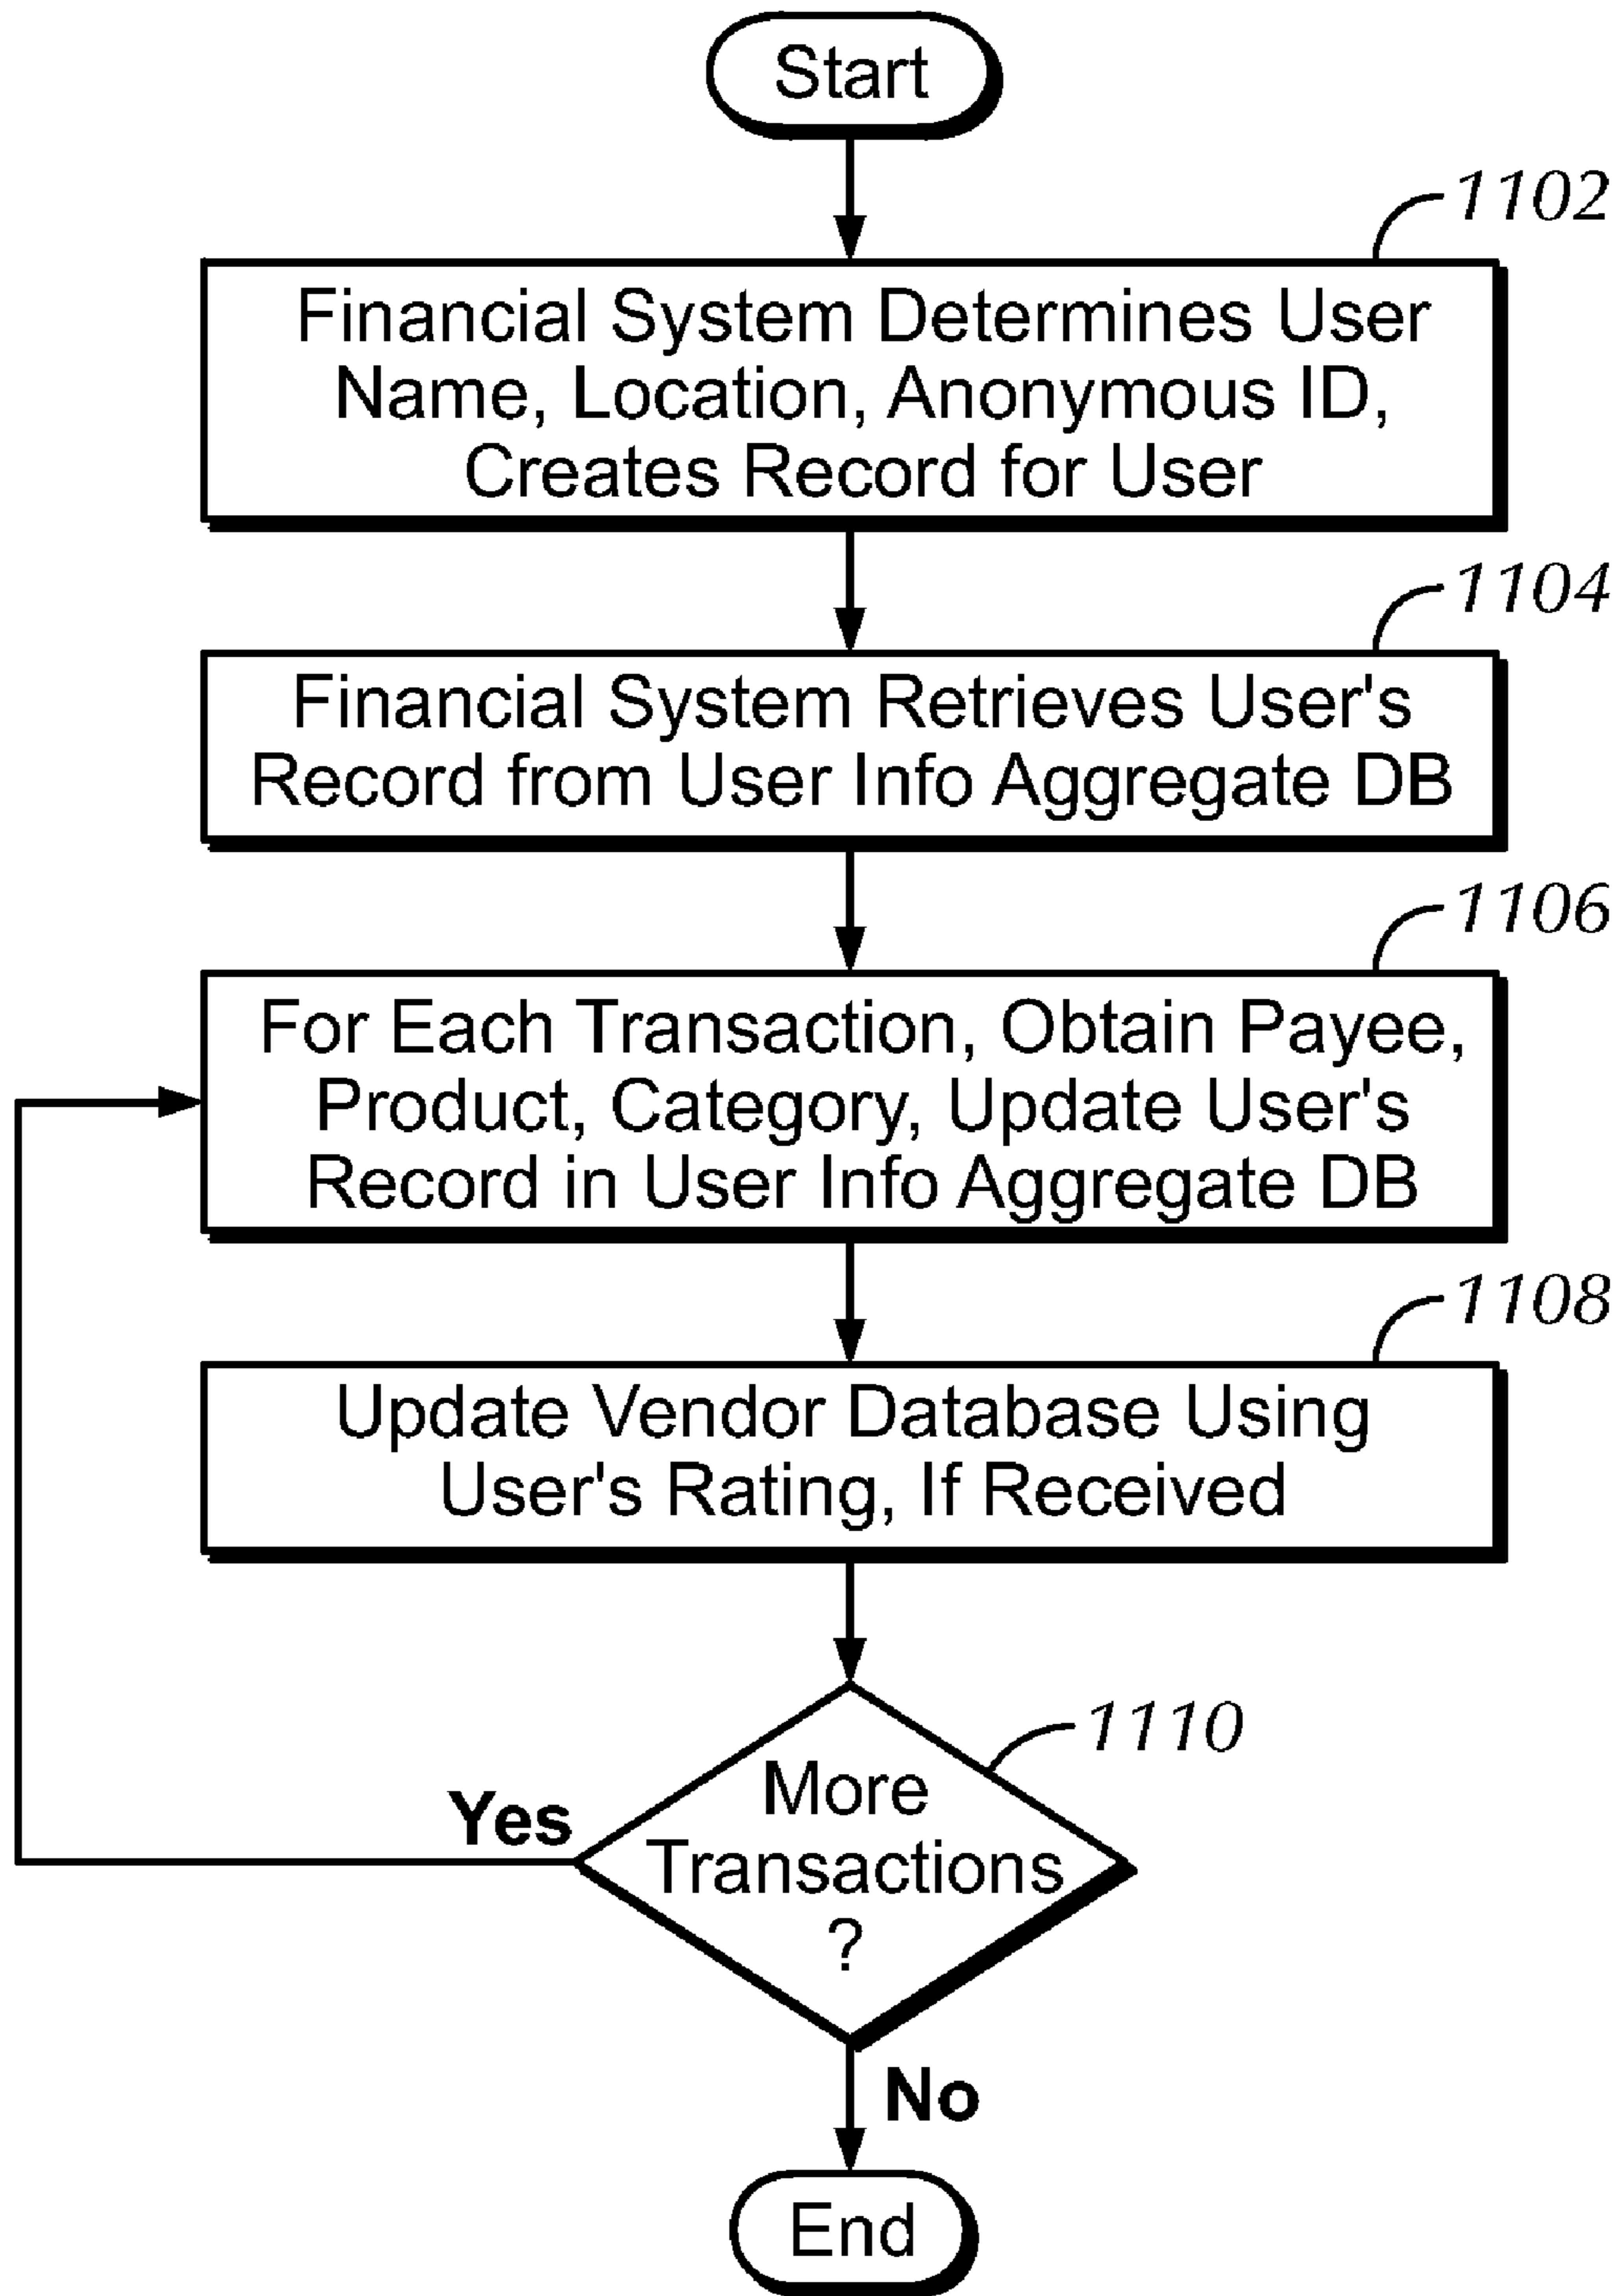 Start
1102
Financial System Determines User
Name, Location, Anonymous ID,
Creates Record for User
1104
Financial System Retrieves User's
Record from User Info Aggregate DB
1106
For Each Transaction, Obtain Payee,
Product, Category, Update User's
Record in User Info Aggregate DB
1108
Update Vendor Database Using
User's Rating, If Received
1110
More
Transactions
?
Yes
No
End